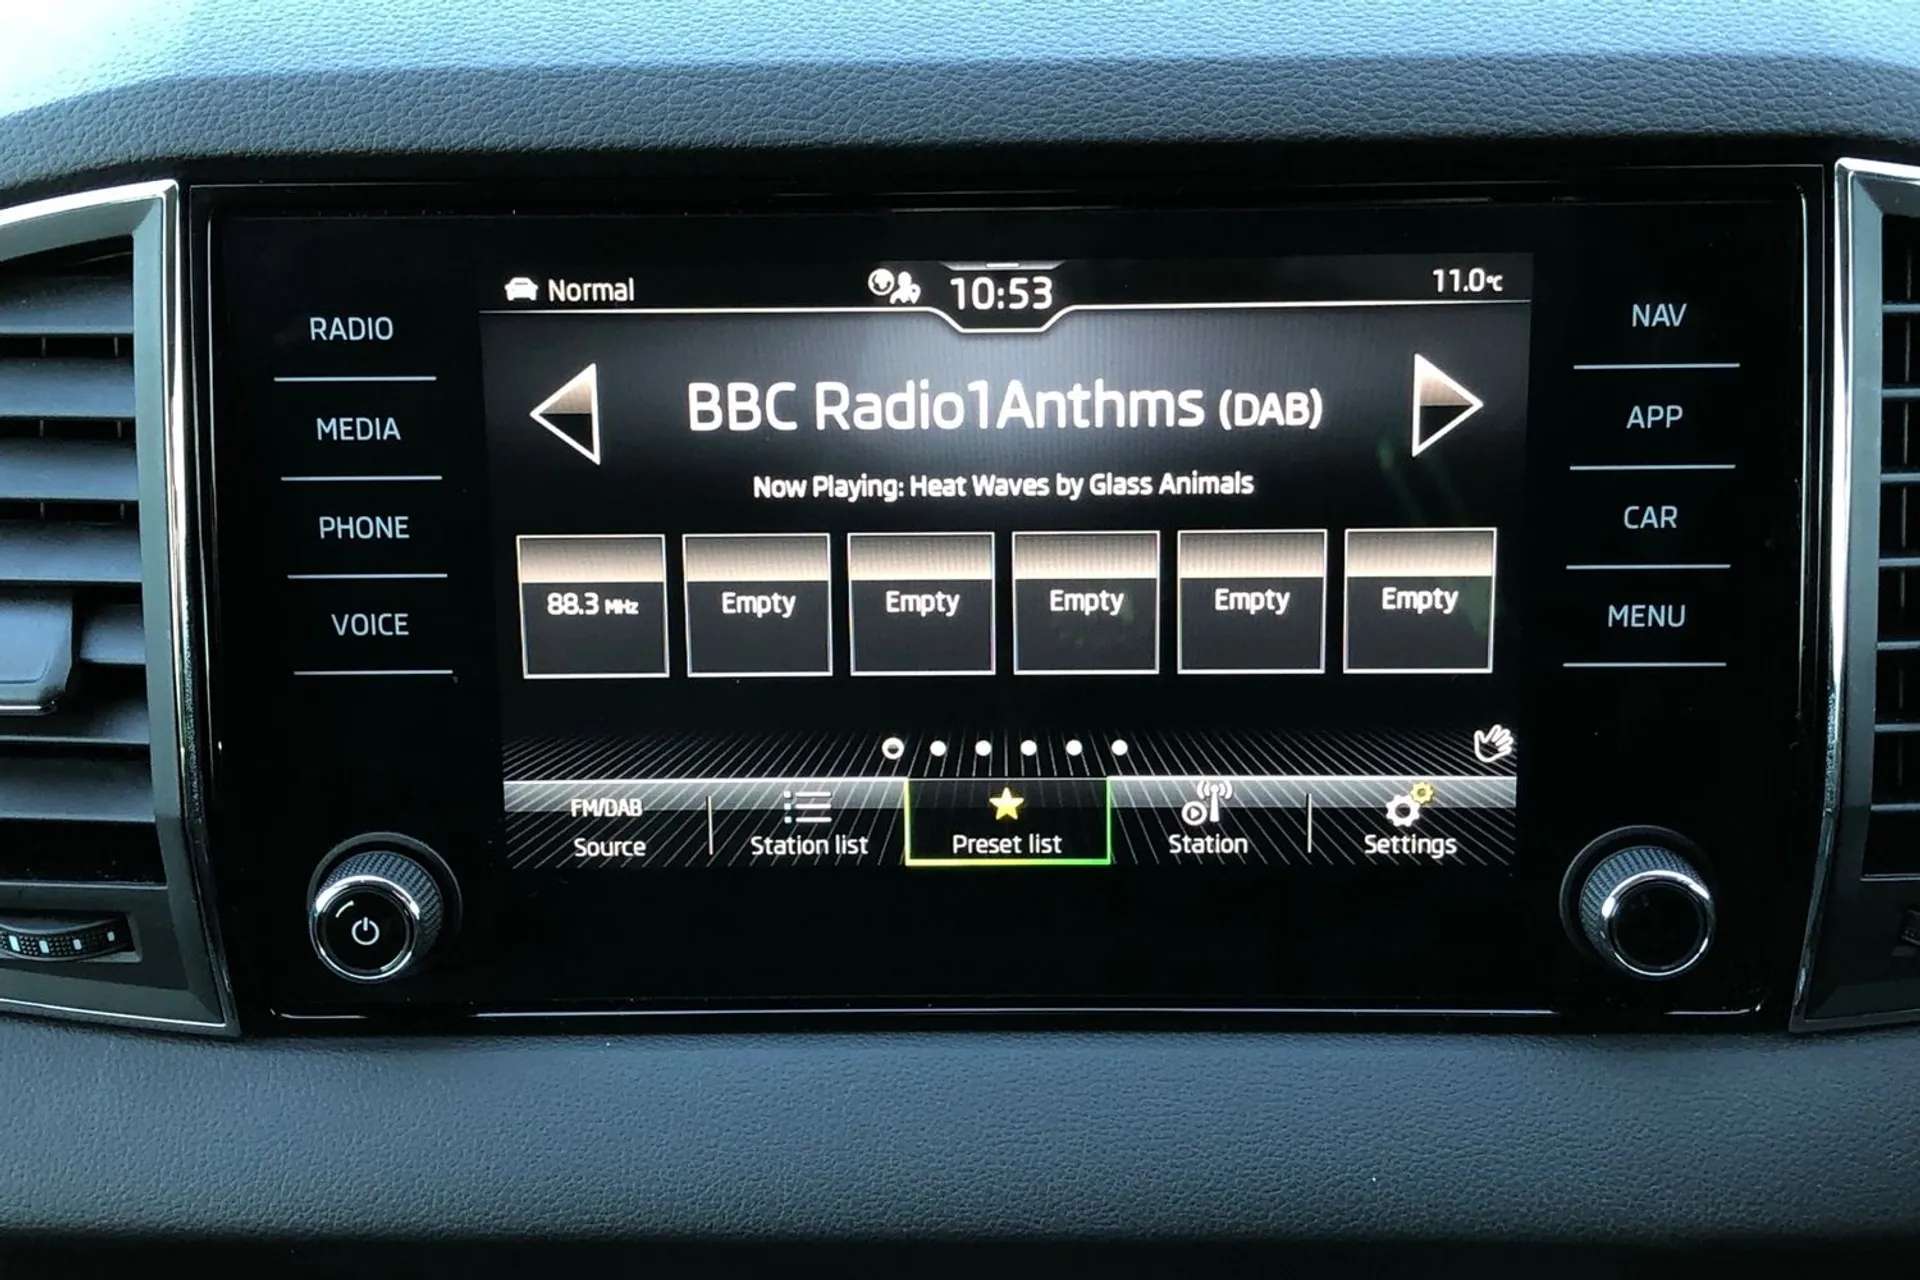 Normal
10:53
11.0°C
RADIO
MEDIA
PHONE
VOICE
BBC Radio1Anthms (DAB)
Now Playing: Heat Waves by Glass Animals
88.3 MHz
Empty
Empty
Empty
Empty
Empty
FM/DAB
Source
Station list
Preset list
Station
Settings
NAV
APP
CAR
MENU